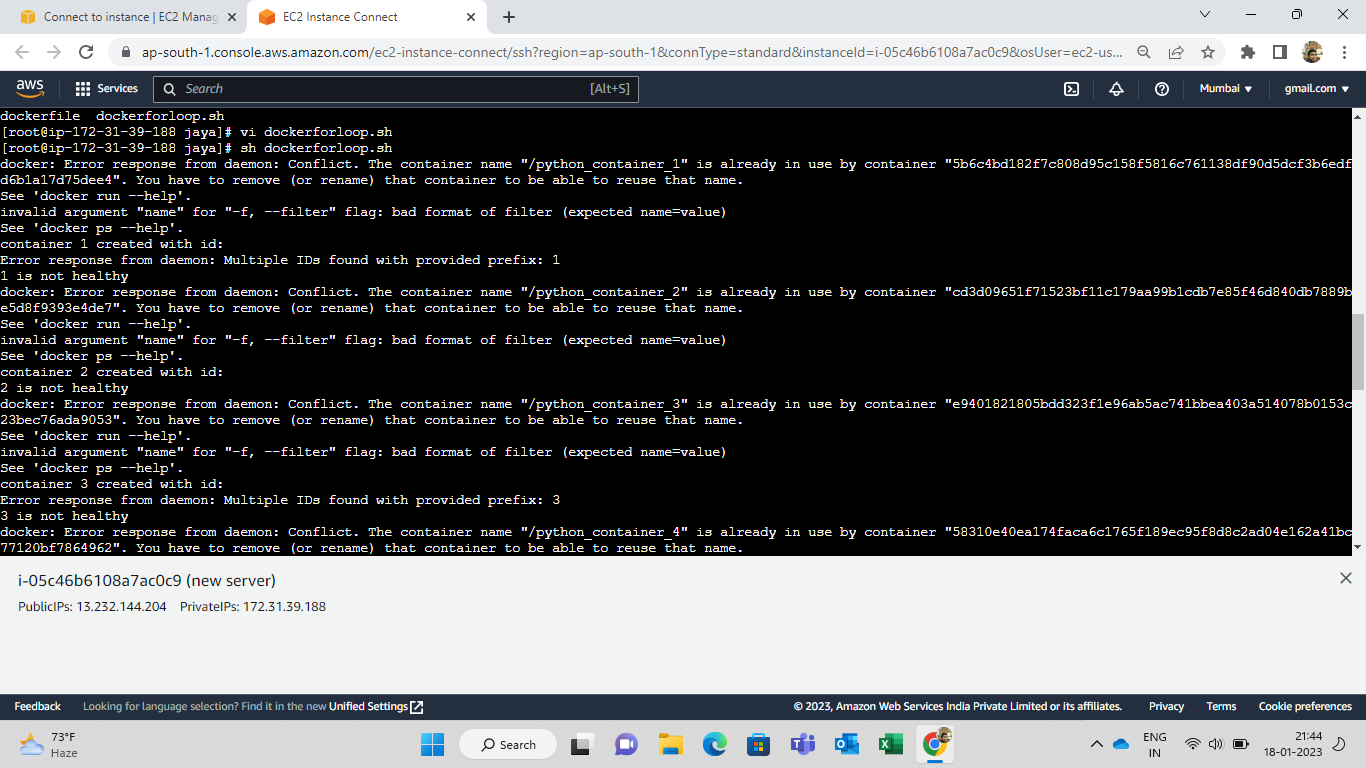 Connect to instance | EC2 Manag
EC2 Instance Connect
ap-south-1.console.aws.amazon.com/ec2-instance-connect/ssh?region=ap-south-1&connType=standard&instanceId=i-05c46b6108a7ac0c9&osUser=ec2-us...
aws
Services
Search
[Alt+S]
Mumbai
gmail.com
dockerfile  dockerforloop.sh
[root@ip-172-31-39-188 jaya]# vi dockerforloop.sh
[root@ip-172-31-39-188 jaya]# sh dockerforloop.sh
docker: Error response from daemon: Conflict. The container name "/python_container_1" is already in use by container "5b6c4bd182f7c808d95c158f5816c761138df90d5dcf3b6edf
d6b1a17d75dee4". You have to remove (or rename) that container to be able to reuse that name.
See 'docker run --help'.
invalid argument "name" for "-f, --filter" flag: bad format of filter (expected name=value)
See 'docker ps --help'.
container 1 created with id:
Error response from daemon: Multiple IDs found with provided prefix: 1
1 is not healthy
docker: Error response from daemon: Conflict. The container name "/python_container_2" is already in use by container "cd3d09651f71523bf11c179aa99b1cdb7e85f46d840db7889b
e5d8f9393e4de7". You have to remove (or rename) that container to be able to reuse that name.
See 'docker run --help'.
invalid argument "name" for "-f, --filter" flag: bad format of filter (expected name=value)
See 'docker ps --help'.
container 2 created with id:
2 is not healthy
docker: Error response from daemon: Conflict. The container name "/python_container_3" is already in use by container "e9401821805bdd323f1e96ab5ac741bbea403a514078b0153c
23bec76ada9053". You have to remove (or rename) that container to be able to reuse that name.
See 'docker run --help'.
invalid argument "name" for "-f, --filter" flag: bad format of filter (expected name=value)
See 'docker ps --help'.
container 3 created with id:
Error response from daemon: Multiple IDs found with provided prefix: 3
3 is not healthy
docker: Error response from daemon: Conflict. The container name "/python_container_4" is already in use by container "58310e40ea174faca6c1765f189ec95f8d8c2ad04e162a41bc
77120bf7864962". You have to remove (or rename) that container to be able to reuse that name.
i-05c46b6108a7ac0c9 (new server)
PublicIPs: 13.232.144.204 PrivateIPs: 172.31.39.188
Feedback
Looking for language selection? Find it in the new Unified Settings
© 2023, Amazon Web Services India Private Limited or its affiliates.
Privacy
Terms
Cookie preferences
73°F
Haze
Search
ENG
IN
21:44
18-01-2023